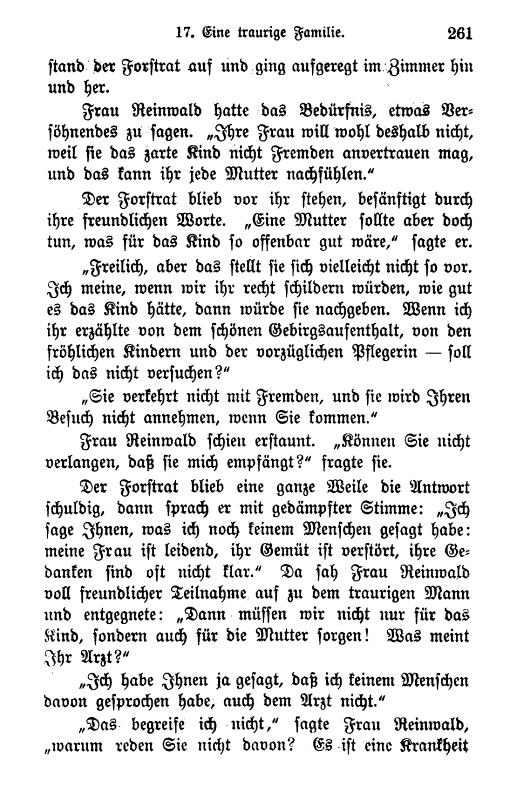 17. Eine traurige Familie. 261
stand der Forstrat auf und ging aufgeregt im Zimmer hin
und her.
Frau Reinwald hatte das Bedürfnis, etwas Ver-
söhnendes zu sagen. „Ihre Frau will wohl deshalb nicht,
weil sie das zarte Kind nicht Fremden anvertrauen mag,
und das kann ihr jede Mutter nachfühlen.“
Der Forstrat blieb vor ihr stehen, besänftigt durch
ihre freundlichen Worte. „Eine Mutter sollte aber doch
tun, was für das Kind so offenbar gut wäre,“ sagte er.
„Freilich, aber das stellt sie sich vielleicht nicht so vor.
Ich meine, wenn wir ihr recht schildern würden, wie gut
es das Kind hätte, dann würde sie nachgeben. Wenn ich
ihr erzählte von dem schönen Gebirgsaufenthalt, von den
fröhlichen Kindern und der vorzüglichen Pflegerin — soll
ich das nicht versuchen?“
„Sie verkehrt nicht mit Fremden, und sie wird Ihren
Besuch nicht annehmen, wenn Sie kommen.“
Frau Reinwald schien erstaunt. „Können Sie nicht
verlangen, daß sie mich empfängt?“ fragte sie.
Der Forstrat blieb eine ganze Weile die Antwort
schuldig, dann sprach er mit gedämpfter Stimme: „Ich
sage Ihnen, was ich noch keinem Menschen gesagt habe:
meine Frau ist leidend, ihr Gemüt ist verstört, ihre Ge-
danken sind oft nicht klar.“ Da sah Frau Reinwald
voll freundlicher Teilnahme auf zu dem traurigen Mann
und entgegnete: „Dann müssen wir nicht nur für das
Kind, sondern auch für die Mutter sorgen! Was meint
Ihr Arzt?“
„Ich habe Ihnen ja gesagt, daß ich keinem Menschen
davon gesprochen habe, auch dem Arzt nicht.“
„Das begreife ich nicht,“ sagte Frau Reinwald,
„warum reden Sie nicht davon? Es ist eine Krankheit